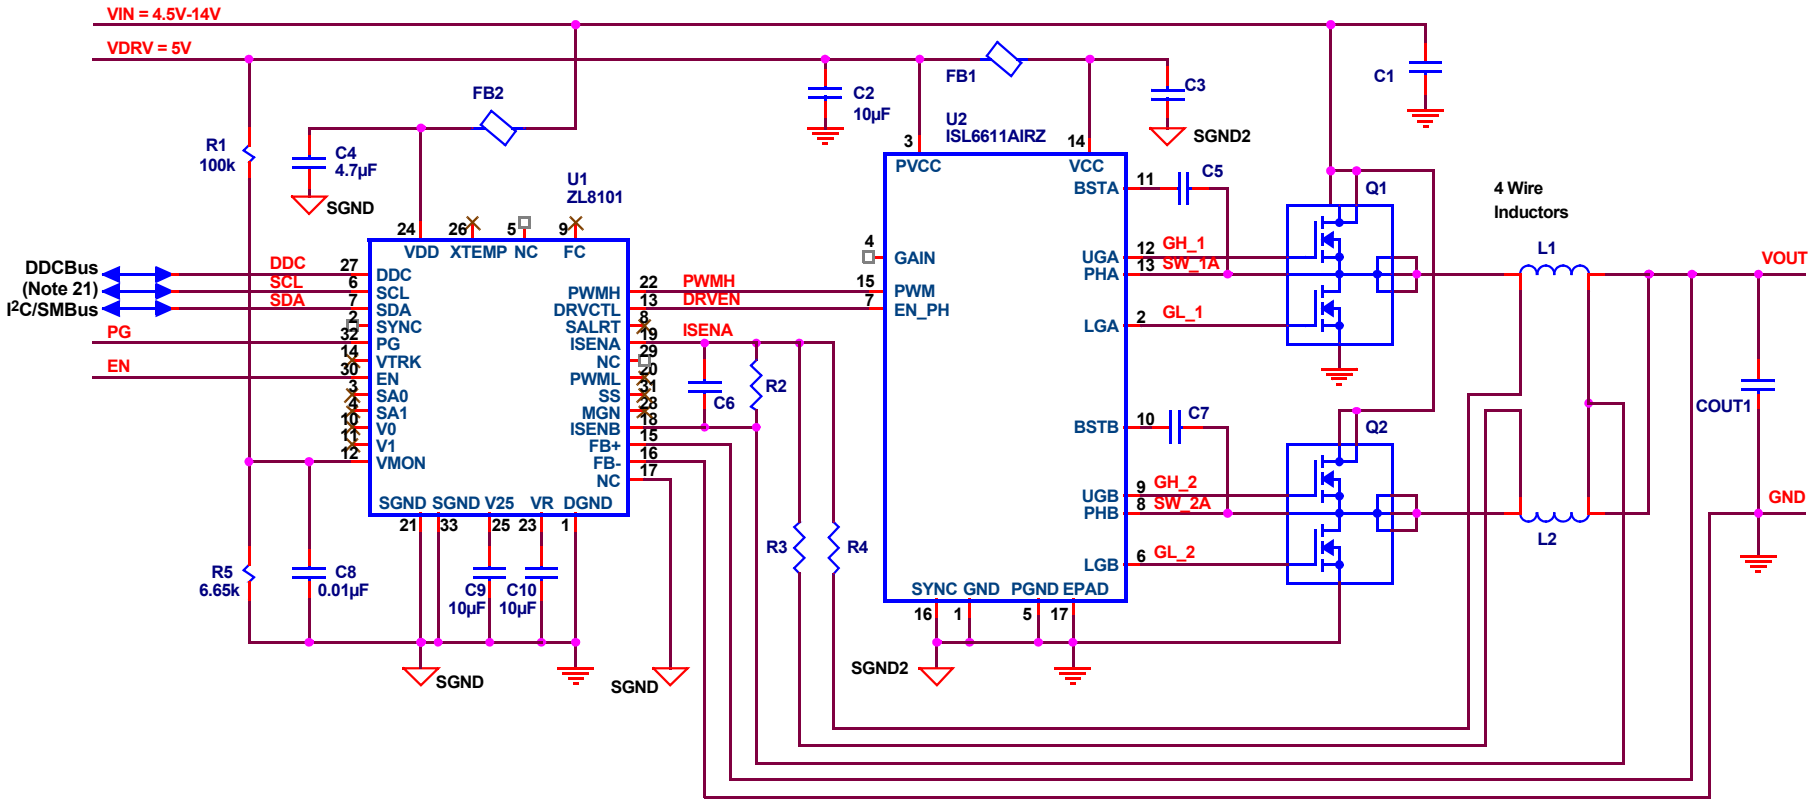 VIN = 4.5V-14V
VDRV = 5V
FB2
R1
100k
C4
4.7µF
SGND
U1
ZL8101
C2
10µF
FB1
C3
SGND2
C1
U2
ISL6611AIRZ
3
14
PVCC
VCC
BSTA
11
C5
Q1
4 Wire
Inductors
L1
VOUT
24
26
5
9
VDD
XTEMP
NC
FC
DDCBus
(Note 21)
I²C/SMBus
DDC
27
DDC
SCL
6
SCL
SDA
7
SDA
2
SYNC
PG
32
PG
14
VTRK
EN
30
EN
3
SA0
4
SA1
10
V0
11
V1
12
VMON
PWMH
22
PWMH
DRVCTL
13
DRVEN
SALRT
8
ISENA
19
ISENA
NC
29
PWML
20
SS
31
MGN
28
ISENB
18
FB+
15
FB-
16
NC
17
SGND
SGND
V25
VR
DGND
21
33
25
23
1
4
GAIN
15
PWM
7
EN_PH
UGA
12
GH_1
PHA
13
SW_1A
LGA
2
GL_1
C6
R2
BSTB
10
C7
Q2
COUT1
UGB
9
GH_2
PHB
8
SW_2A
GND
LGB
6
GL_2
L2
R3
R4
R5
6.65k
C8
0.01µF
C9
10µF
C10
10µF
SYNC
GND
PGND
EPAD
16
1
5
17
SGND
SGND
SGND2